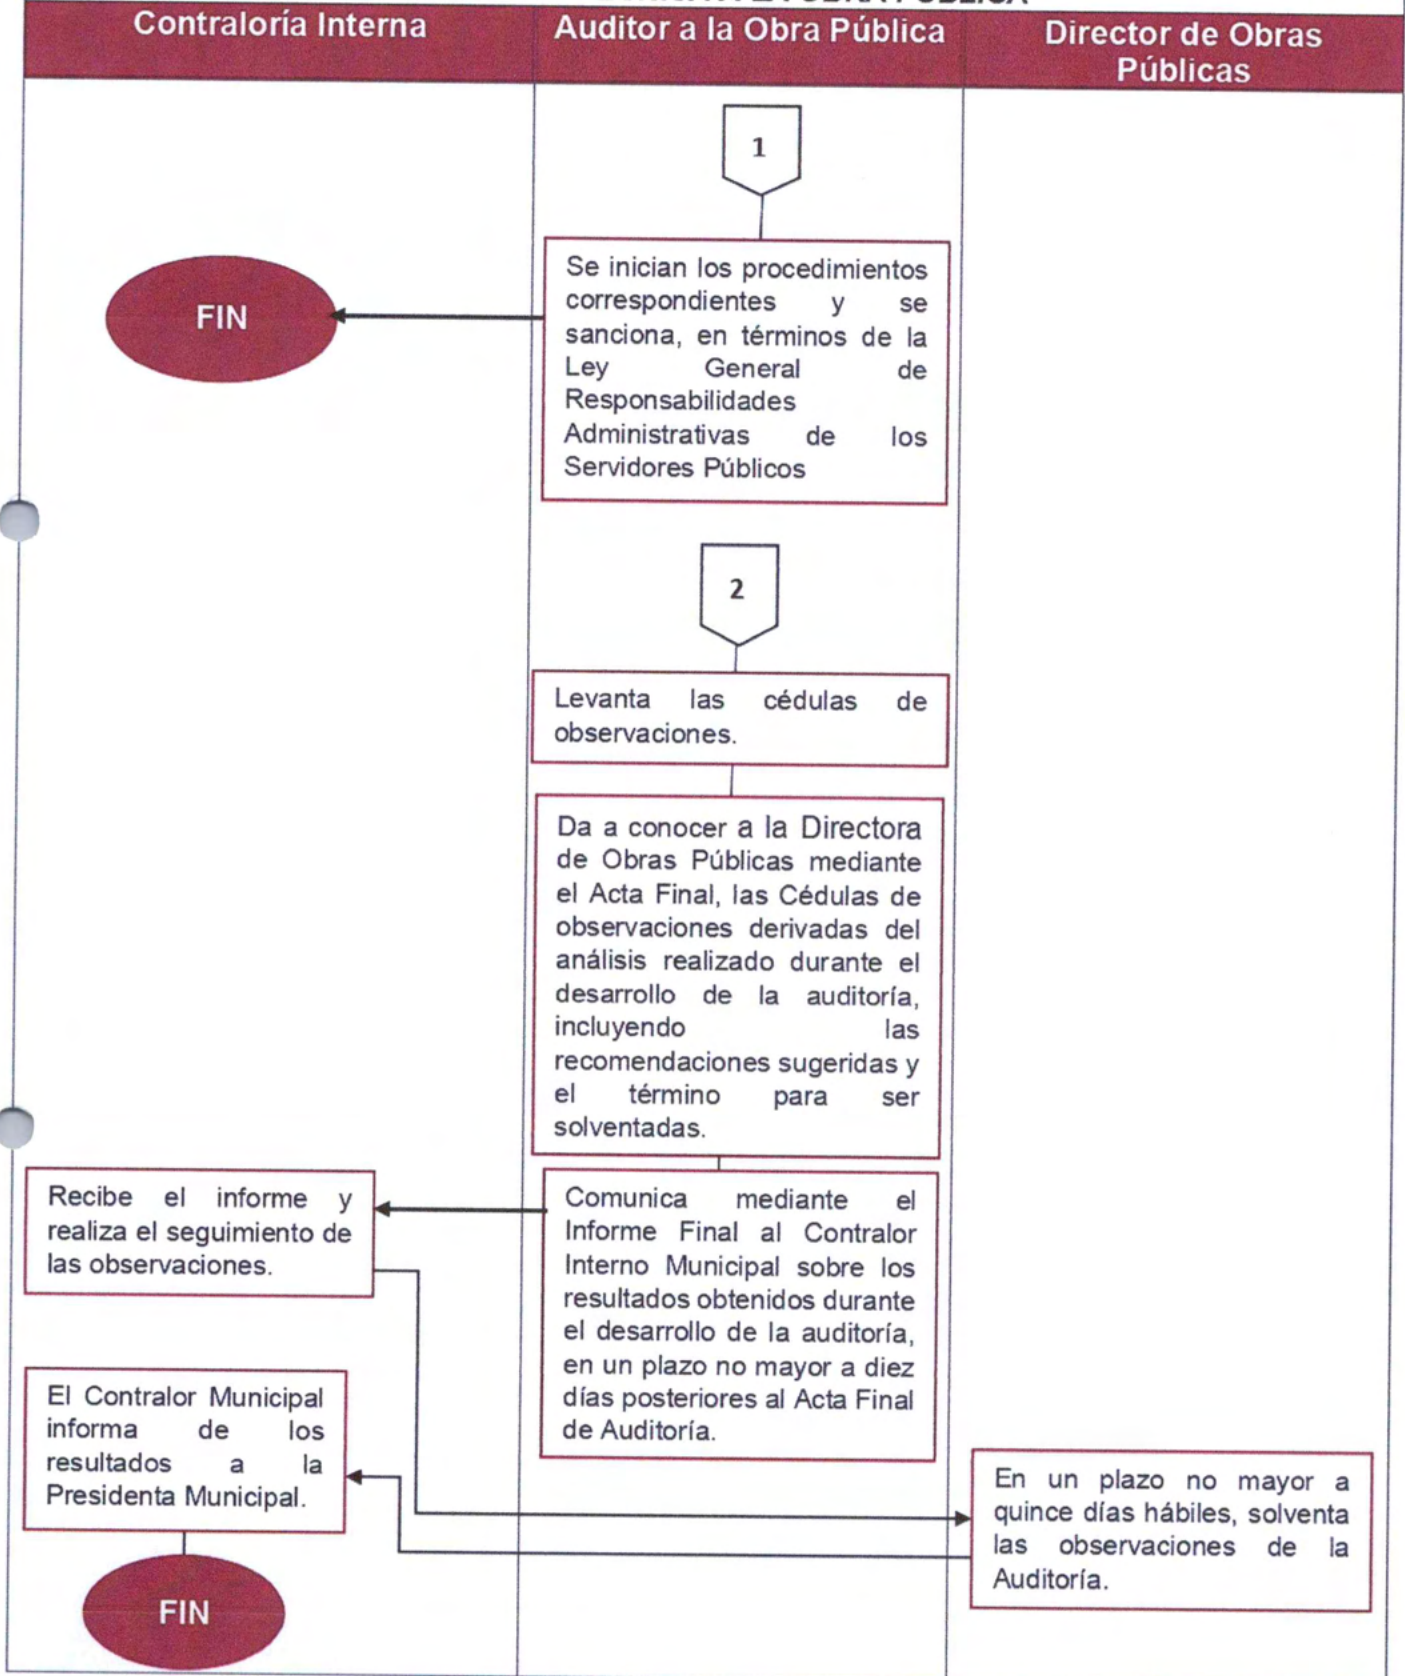 Contraloría Interna
Auditor a la Obra Pública
Director de Obras
Públicas
1
Se inician los procedimientos
correspondientes y se
sanciona, en términos de la
Ley General de
Responsabilidades
Administrativas de los
Servidores Públicos
FIN
2
Levanta las cédulas de
observaciones.
Da a conocer a la Directora
de Obras Públicas mediante
el Acta Final, las Cédulas de
observaciones derivadas del
análisis realizado durante el
desarrollo de la auditoría,
incluyendo las
recomendaciones sugeridas y
el término para ser
solventadas.
Comunica mediante el
Informe Final al Contralor
Interno Municipal sobre los
resultados obtenidos durante
el desarrollo de la auditoría,
en un plazo no mayor a diez
días posteriores al Acta Final
de Auditoría.
Recibe el informe y
realiza el seguimiento de
las observaciones.
En un plazo no mayor a
quince días hábiles, solventa
las observaciones de la
Auditoría.
El Contralor Municipal
informa de los
resultados a la
Presidenta Municipal.
FIN